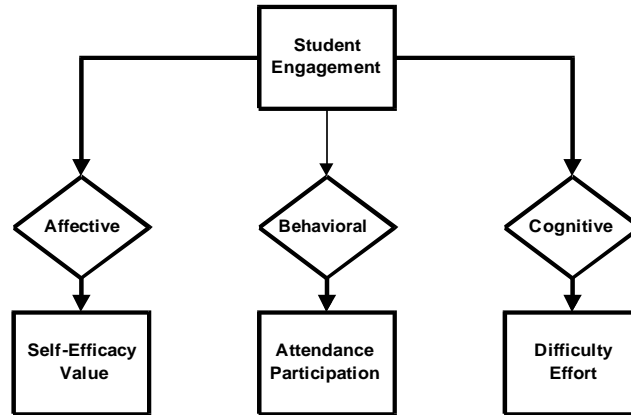 Student
Engagement
Affective
Behavioral
Cognitive
Self-Efficacy
Value
Attendance
Participation
Difficulty
Effort